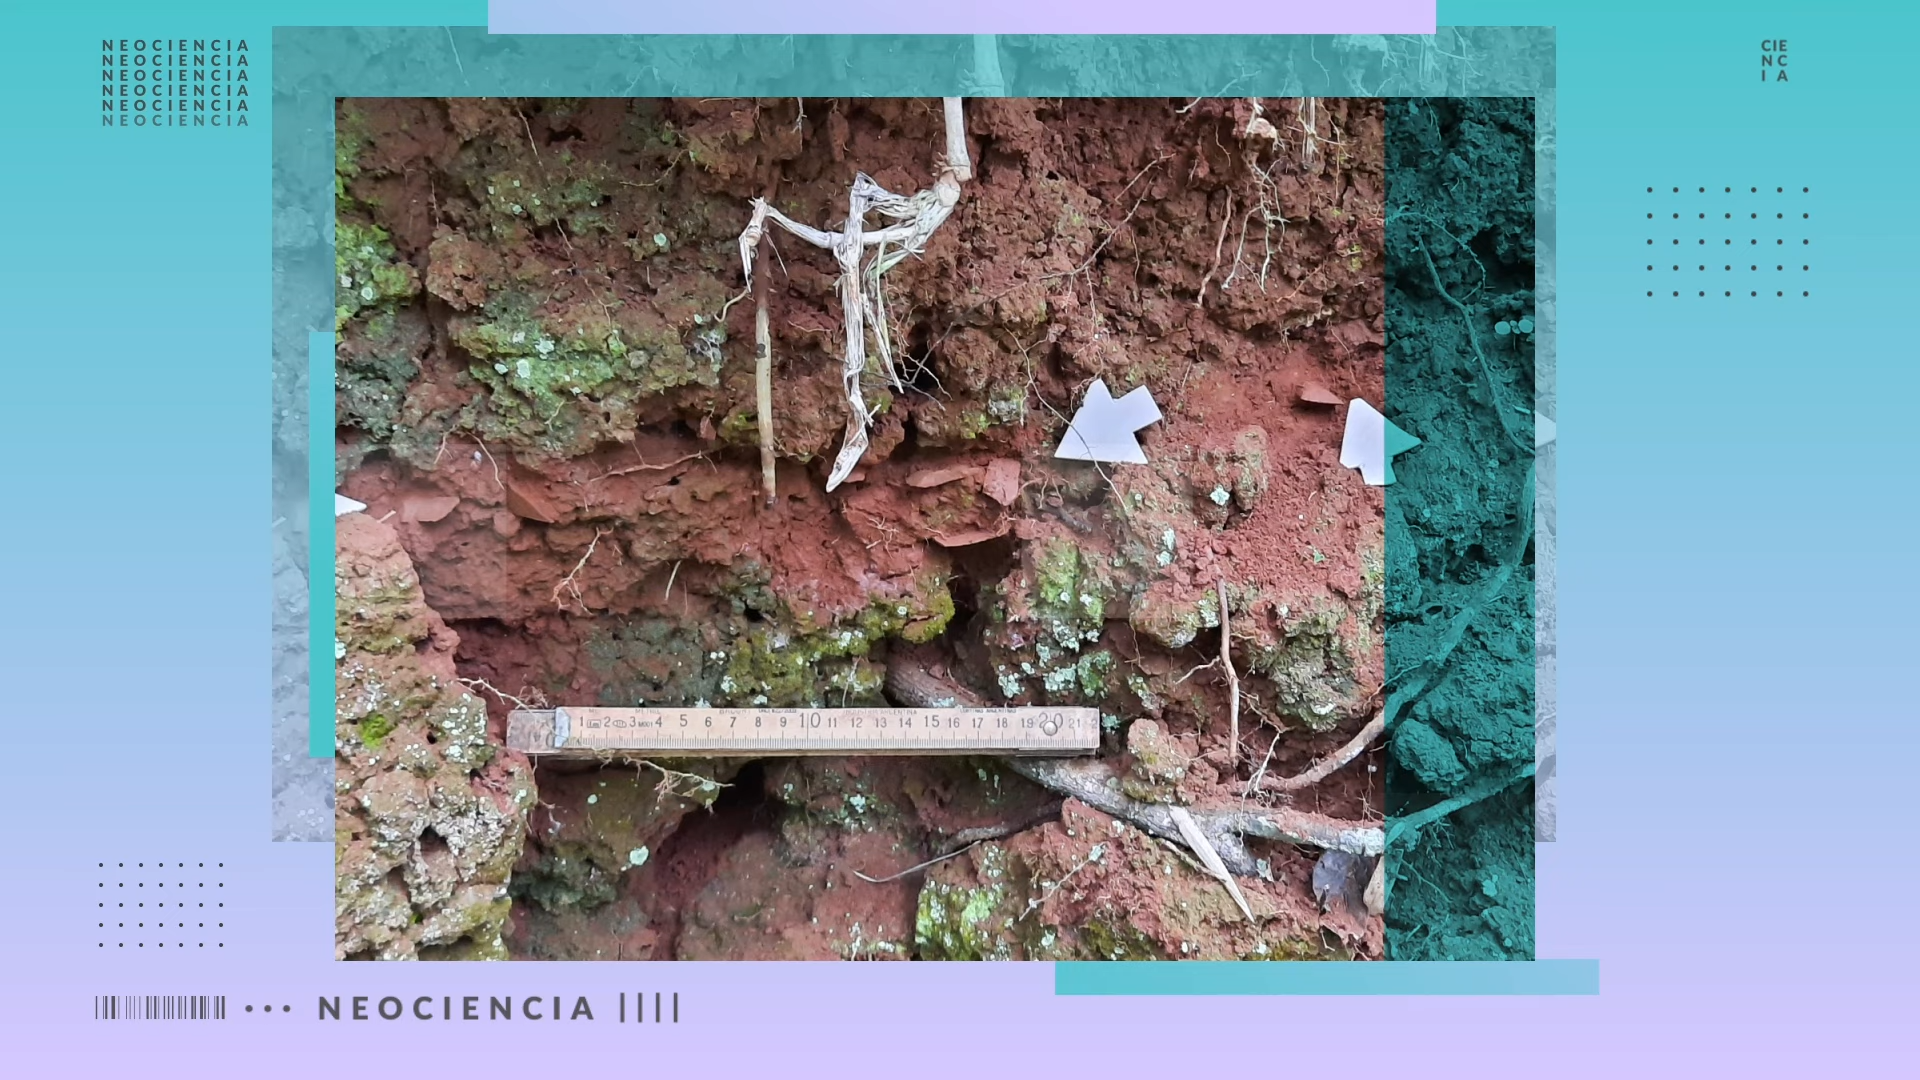 NEOCIENCIA
NEOCIENCIA
NEOCIENCIA
NEOCIENCIA
NEOCIENCIA
NEOCIENCIA
CIE
NC
IA
1 2 3 4 5 6 7 8 9 10 11 12 13 14 15 16 17 18 19 20 21
NEOCIENCIA